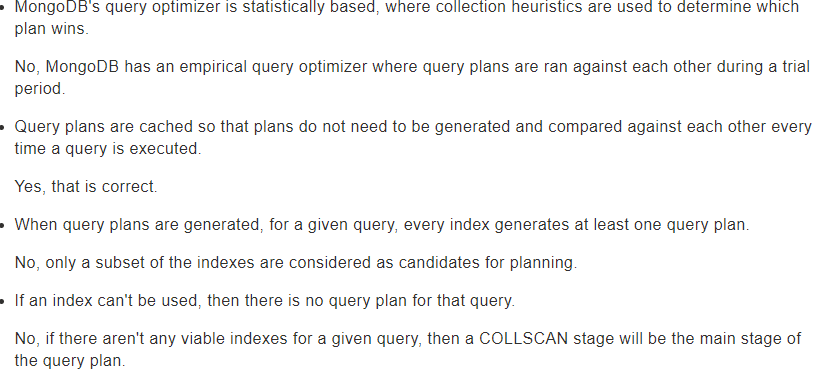 • MongoDB's query optimizer is statistically based, where collection heuristics are used to determine which
plan wins.
No, MongoDB has an empirical query optimizer where query plans are ran against each other during a trial
period.
• Query plans are cached so that plans do not need to be generated and compared against each other every
time a query is executed.
Yes, that is correct.
• When query plans are generated, for a given query, every index generates at least one query plan.
No, only a subset of the indexes are considered as candidates for planning.
• If an index can't be used, then there is no query plan for that query.
No, if there aren't any viable indexes for a given query, then a COLLSCAN stage will be the main stage of
the query plan.